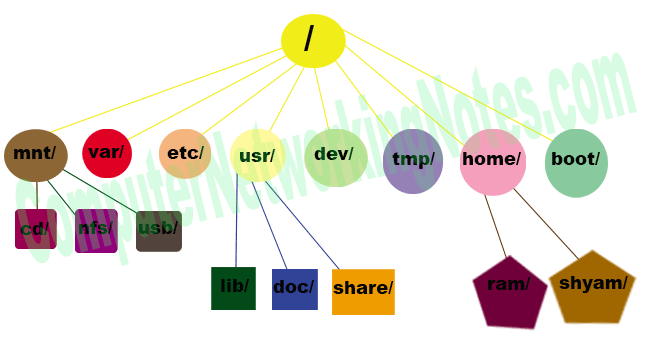 /
mnt/ var/ etc/ usr/ dev/ tmp/ home/ boot/
cd/ nfs/ usb/
lib/ doc/ share/ ram/ shyam/
ComputerNetworkingNotes.com